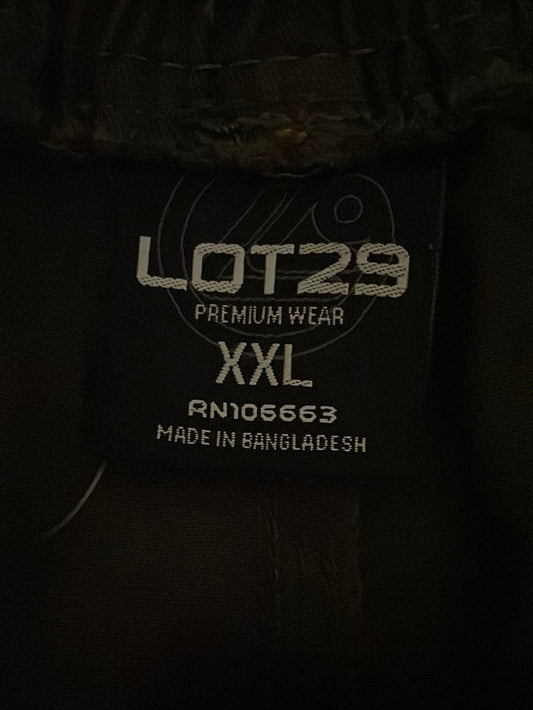 LOT29
PREMIUM WEAR
XXL
RN106663
MADE IN BANGLADESH